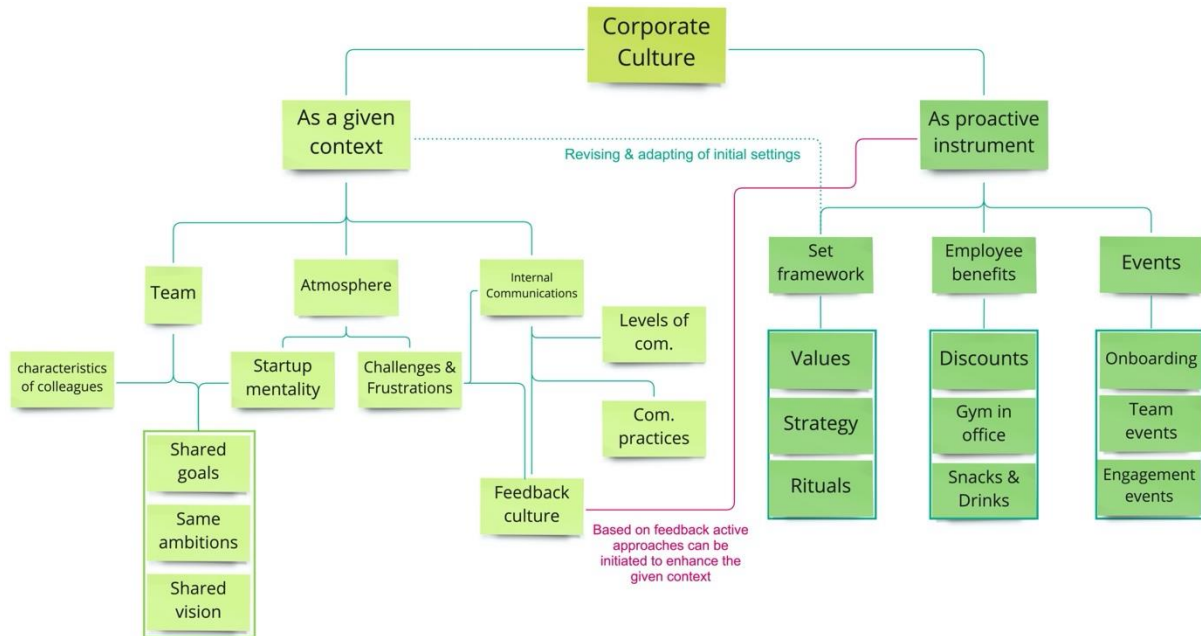 Corporate
Culture
As a given
context
As proactive
instrument
Revising & adapting of initial settings
Team
Atmosphere
Internal
Communications
Set
framework
Employee
benefits
Events
characteristics
of colleagues
Startup
mentality
Challenges &
Frustrations
Levels of
com.
Com.
practices
Feedback
culture
Shared
goals
Same
ambitions
Shared
vision
Based on feedback active
approaches can be
initiated to enhance the
given context
Values
Strategy
Rituals
Discounts
Gym in
office
Snacks &
Drinks
Onboarding
Team
events
Engagement
events